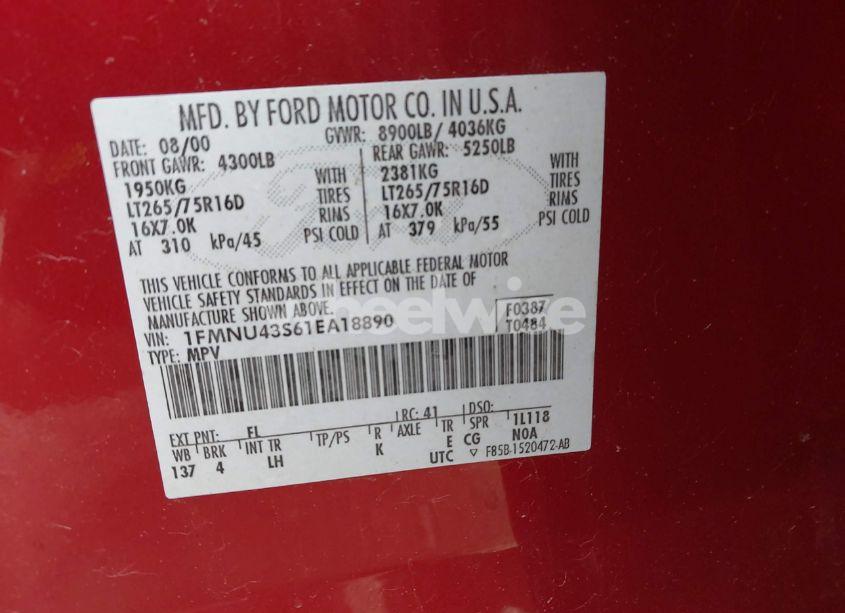 MFD. BY FORD MOTOR CO. IN U.S.A.
DATE: 08/00 GVWR: 8900LB/ 4036KG
FRONT GAWR: 4300LB REAR GAWR: 5250LB
1950KG WITH 2381KG WITH
LT265/75R16D TIRES LT265/75R16D TIRES
16X7.0K RIMS 16X7.0K RIMS
AT 310 kPa/45 PSI COLD AT 379 kPa/55 PSI COLD
THIS VEHICLE CONFORMS TO ALL APPLICABLE FEDERAL MOTOR
VEHICLE SAFETY STANDARDS IN EFFECT ON THE DATE OF
MANUFACTURE SHOWN ABOVE.
VIN: 1FMNU43S61EA18890 F0387
TYPE: MPV T0484
EXT PNT: FL RC: 41 DSO:
WB BRK INT TR TP/PS R AXLE TR SPR 1L118
137 4 LH K E CG N0A
UTC ▽ F85B-1520472-AB
wheelwise